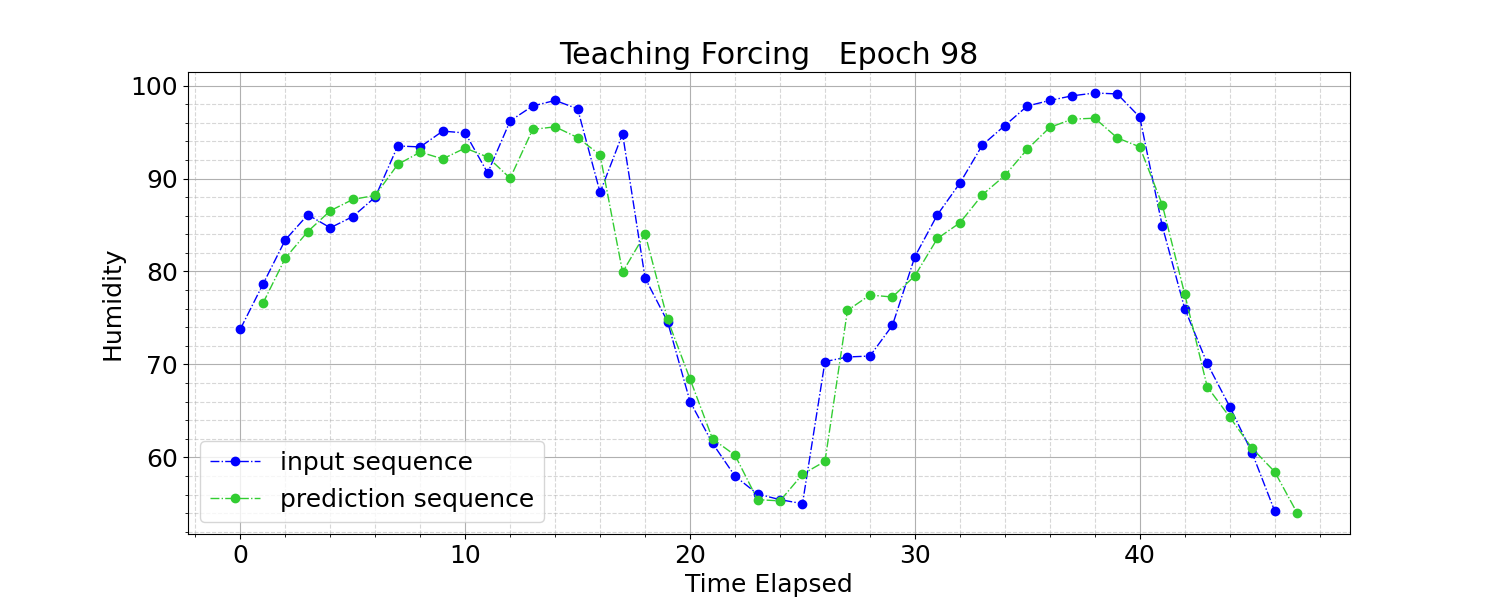 Teaching Forcing   Epoch 98
100
90
80
70
60
Humidity
input sequence
prediction sequence
0 10 20 30 40
Time Elapsed